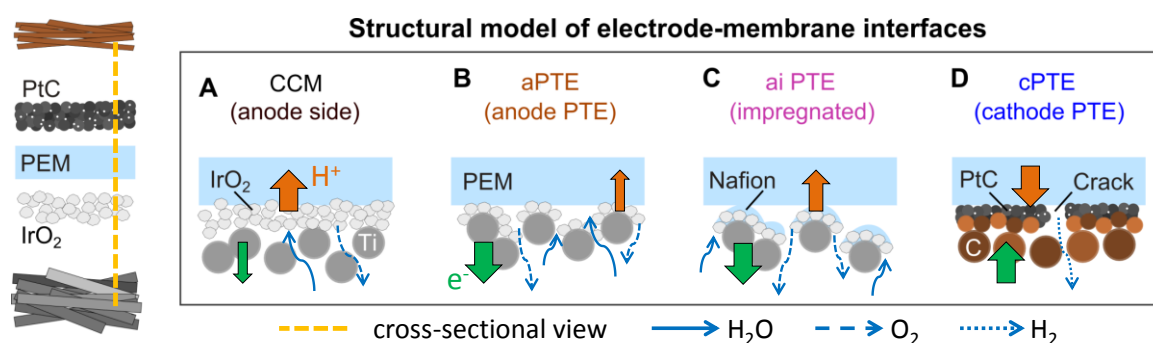 Structural model of electrode-membrane interfaces
PtC
PEM
IrO₂
A
CCM
(anode side)
IrO₂
H⁺
Ti
B
aPTE
(anode PTE)
PEM
e⁻
C
ai PTE
(impregnated)
Nafion
D
cPTE
(cathode PTE)
PtC
Crack
C
cross-sectional view
H₂O
O₂
H₂